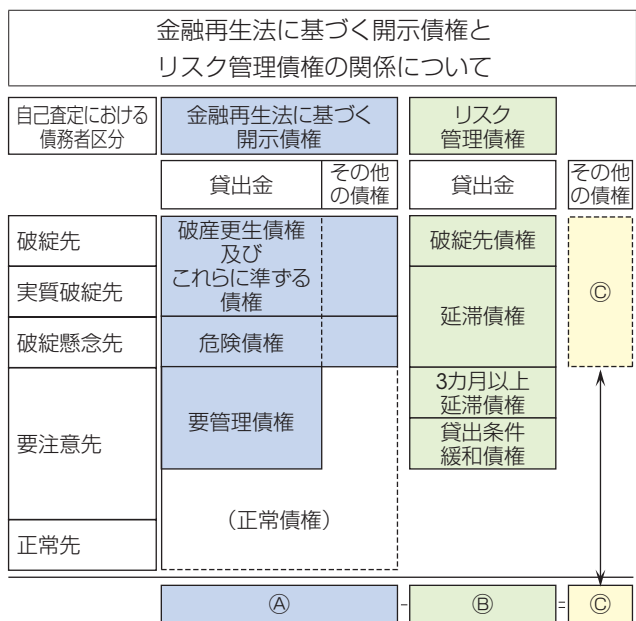 金融再生法に基づく開示債権と
リスク管理債権の関係について
自己査定における
債務者区分
金融再生法に基づく
開示債権
リスク
管理債権
貸出金
その他
の債権
貸出金
その他
の債権
破綻先
実質破綻先
破綻懸念先
要注意先
正常先
破産更生債権
及び
これらに準ずる
債権
危険債権
要管理債権
（正常債権）
破綻先債権
延滞債権
3カ月以上
延滞債権
貸出条件
緩和債権
Ⓒ
Ⓐ - Ⓑ = Ⓒ